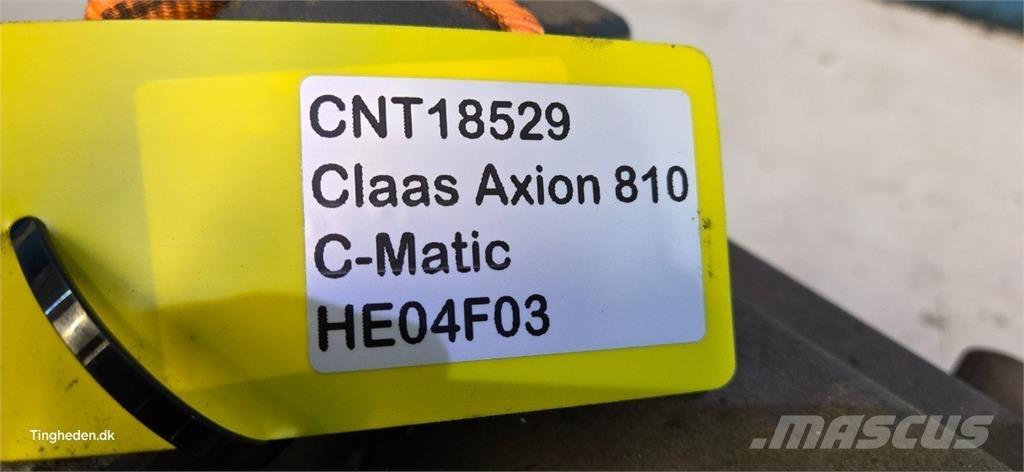 CNT18529
Claas Axion 810
C-Matic
HE04F03
Tingheden.dk
MASCUS